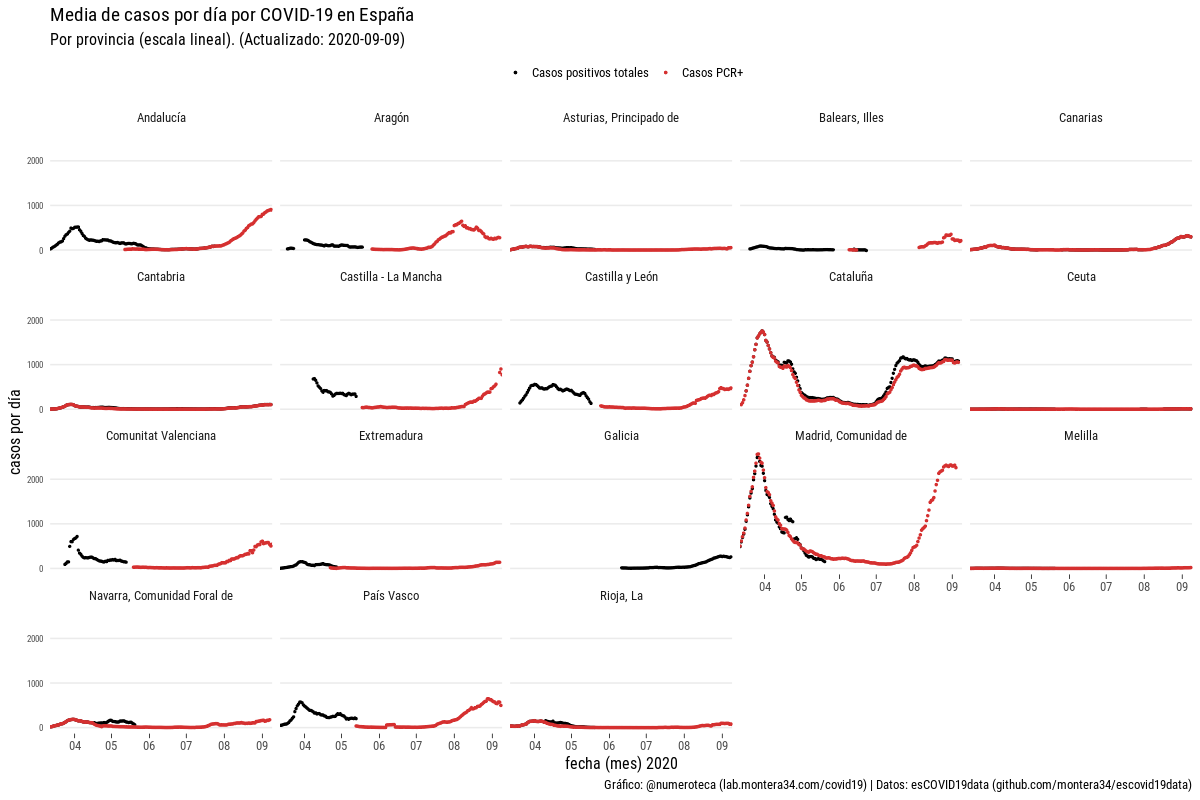 Media de casos por día por COVID-19 en España
Por provincia (escala lineal). (Actualizado: 2020-09-09)
Casos positivos totales Casos PCR+
Andalucía Aragón Asturias, Principado de Balears, Illes Canarias
2000
1000
0
Cantabria Castilla - La Mancha Castilla y León Cataluña Ceuta
2000
1000
0
Comunitat Valenciana Extremadura Galicia Madrid, Comunidad de Melilla
2000
1000
0
04 05 06 07 08 09 04 05 06 07 08 09
Navarra, Comunidad Foral de País Vasco Rioja, La
2000
1000
0
04 05 06 07 08 09 04 05 06 07 08 09 04 05 06 07 08 09
casos por día
fecha (mes) 2020
Gráfico: @numeroteca (lab.montera34.com/covid19) | Datos: esCOVID19data (github.com/montera34/escovid19data)